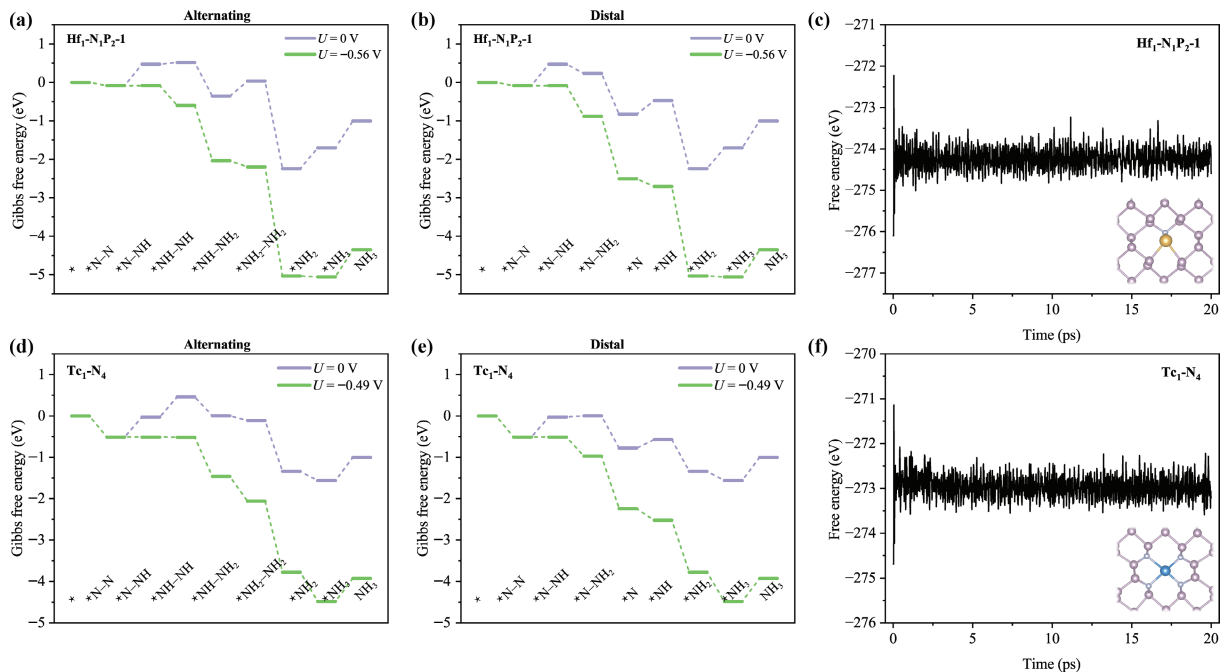 (a)
Alternating
Hf₁-N₁P₂-1
U = 0 V
U = −0.56 V
Gibbs free energy (eV)
1
0
−1
−2
−3
−4
−5
*
*N–N
*N–NH
*NH–NH
*NH–NH₂
*NH₂–NH₂
*NH₂
*NH₃
NH₃
(b)
Distal
Hf₁-N₁P₂-1
U = 0 V
U = −0.56 V
Gibbs free energy (eV)
1
0
−1
−2
−3
−4
−5
*
*N–N
*N–NH
*N–NH₂
*N
*NH
*NH₂
*NH₃
NH₃
(c)
Hf₁-N₁P₂-1
Free energy (eV)
−271
−272
−273
−274
−275
−276
−277
0
5
10
15
20
Time (ps)
(d)
Alternating
Tc₁-N₄
U = 0 V
U = −0.49 V
Gibbs free energy (eV)
1
0
−1
−2
−3
−4
−5
*
*N–N
*N–NH
*NH–NH
*NH–NH₂
*NH₂–NH₂
*NH₂
*NH₃
NH₃
(e)
Distal
Tc₁-N₄
U = 0 V
U = −0.49 V
Gibbs free energy (eV)
1
0
−1
−2
−3
−4
−5
*
*N–N
*N–NH
*N–NH₂
*N
*NH
*NH₂
*NH₃
NH₃
(f)
Tc₁-N₄
Free energy (eV)
−270
−271
−272
−273
−274
−275
−276
0
5
10
15
20
Time (ps)